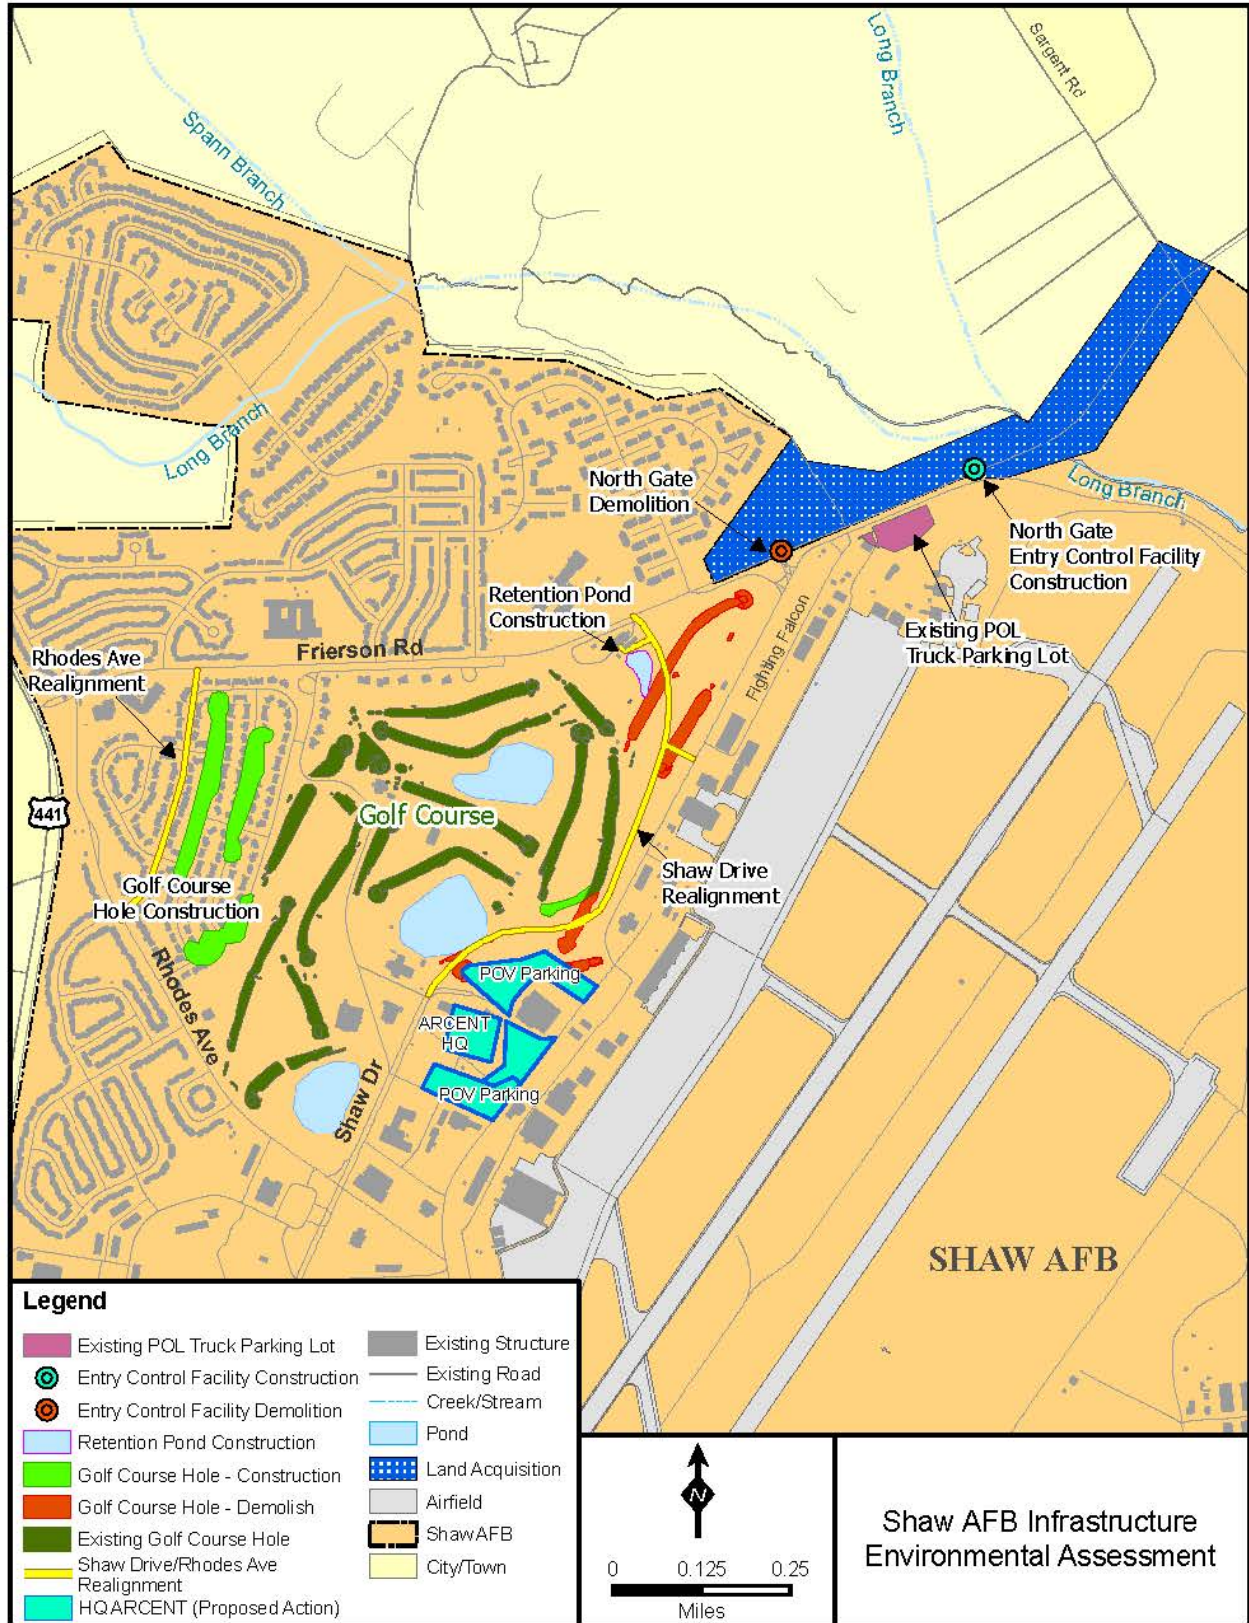 Spann Branch
Long Branch
Sargent Rd
Long Branch
Long Branch
North Gate
Demolition
North Gate
Entry Control Facility
Construction
Retention Pond
Construction
Existing POL
Truck Parking Lot
Fighting Falcon
Frierson Rd
Rhodes Ave
Realignment
441
Golf Course
Golf Course
Hole Construction
Shaw Drive
Realignment
Rhodes Ave
POV Parking
ARCENT
HQ
POV Parking
Shaw Dr
SHAW AFB
Legend
Existing POL Truck Parking Lot
Entry Control Facility Construction
Entry Control Facility Demolition
Retention Pond Construction
Golf Course Hole - Construction
Golf Course Hole - Demolish
Existing Golf Course Hole
Shaw Drive/Rhodes Ave
Realignment
HQ ARCENT (Proposed Action)
Existing Structure
Existing Road
Creek/Stream
Pond
Land Acquisition
Airfield
Shaw AFB
City/Town
N
0 0.125 0.25
Miles
Shaw AFB Infrastructure
Environmental Assessment